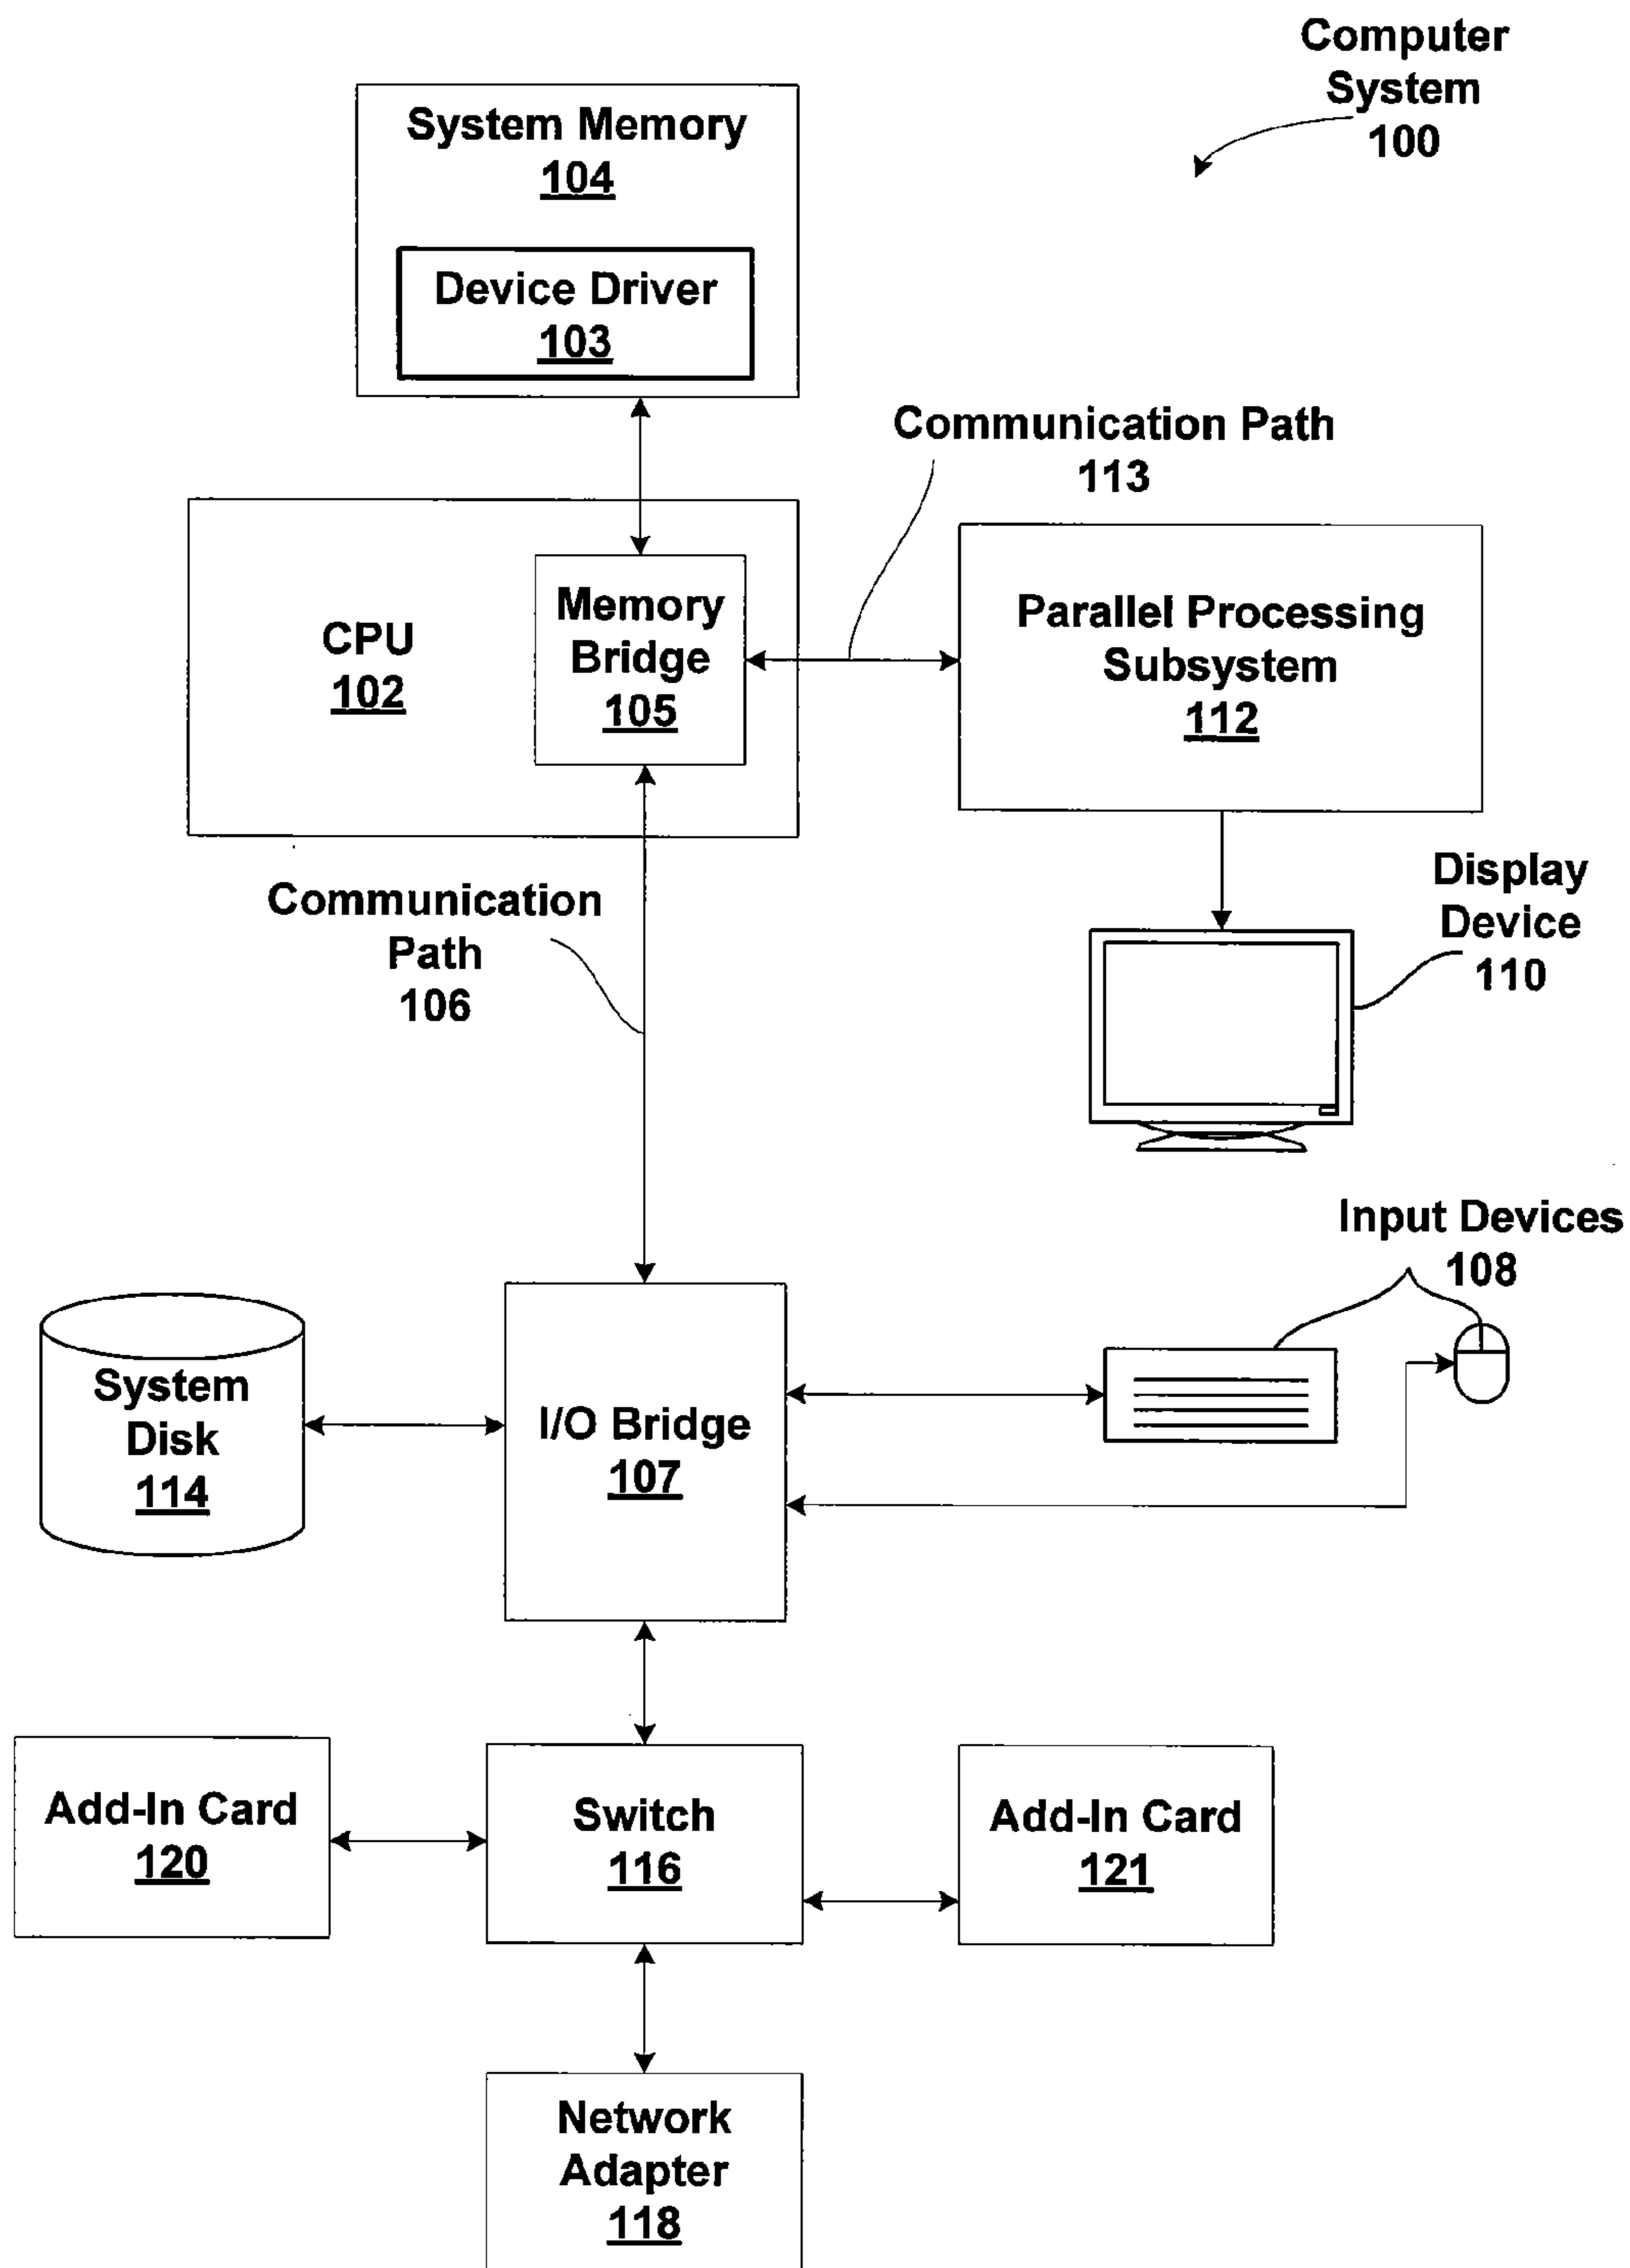 Computer
System
100
System Memory
104
Device Driver
103
Communication Path
113
CPU
102
Memory
Bridge
105
Parallel Processing
Subsystem
112
Communication
Path
106
Display
Device
110
Input Devices
108
System
Disk
114
I/O Bridge
107
Add-In Card
120
Switch
116
Add-In Card
121
Network
Adapter
118